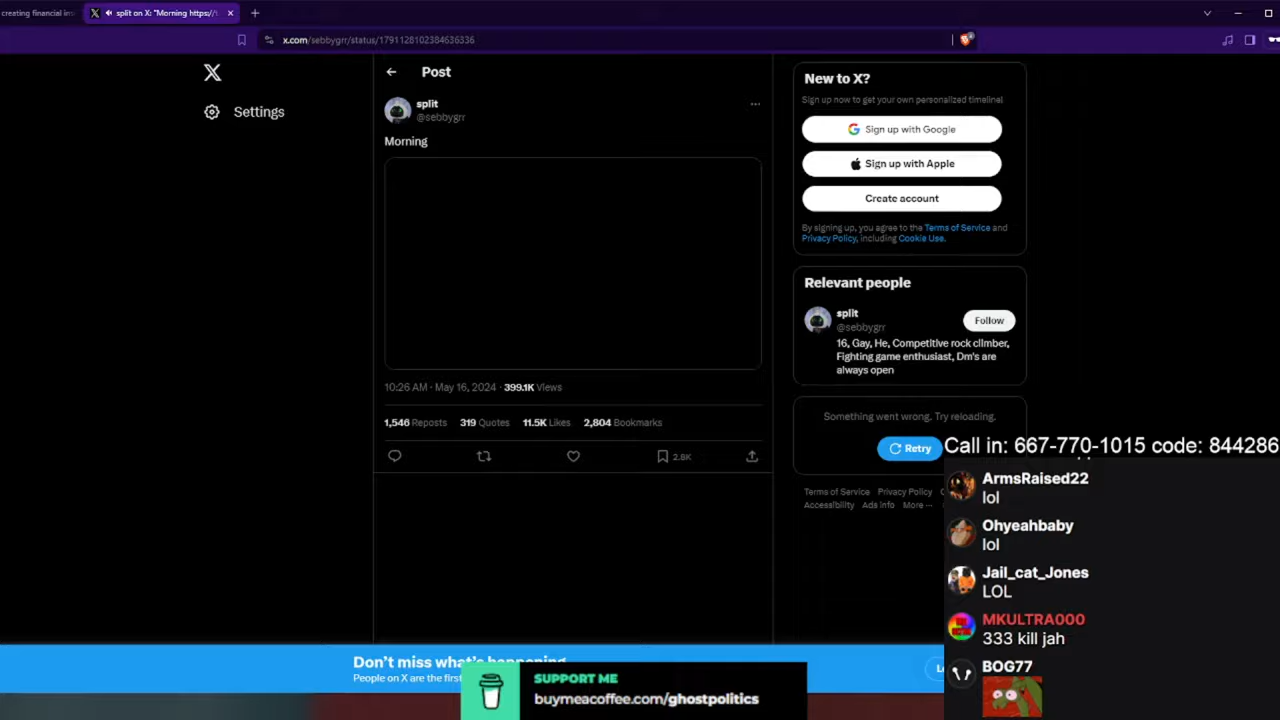 creating financial ins
split on X: "Morning https://t.
x.com/sebbygrr/status/1791128102384636336
Settings
Post
split
@sebbygrr
Morning
10:26 AM · May 16, 2024 · 399.1K Views
1,546 Reposts 319 Quotes 11.5K Likes 2,804 Bookmarks
2.8K
New to X?
Sign up now to get your own personalized timeline!
Sign up with Google
Sign up with Apple
Create account
By signing up, you agree to the Terms of Service and
Privacy Policy, including Cookie Use.
Relevant people
split
@sebbygrr
Follow
16, Gay, He, Competitive rock climber,
Fighting game enthusiast, Dm's are
always open
Something went wrong. Try reloading.
Retry
Terms of Service Privacy Policy C
Accessibility Ads info More ...
Call in: 667-770-1015 code: 844286
ArmsRaised22
lol
Ohyeahbaby
lol
Jail_cat_Jones
LOL
MKULTRA000
333 kill jah
BOG77
Don't miss what's happening
People on X are the first
SUPPORT ME
buymeacoffee.com/ghostpolitics